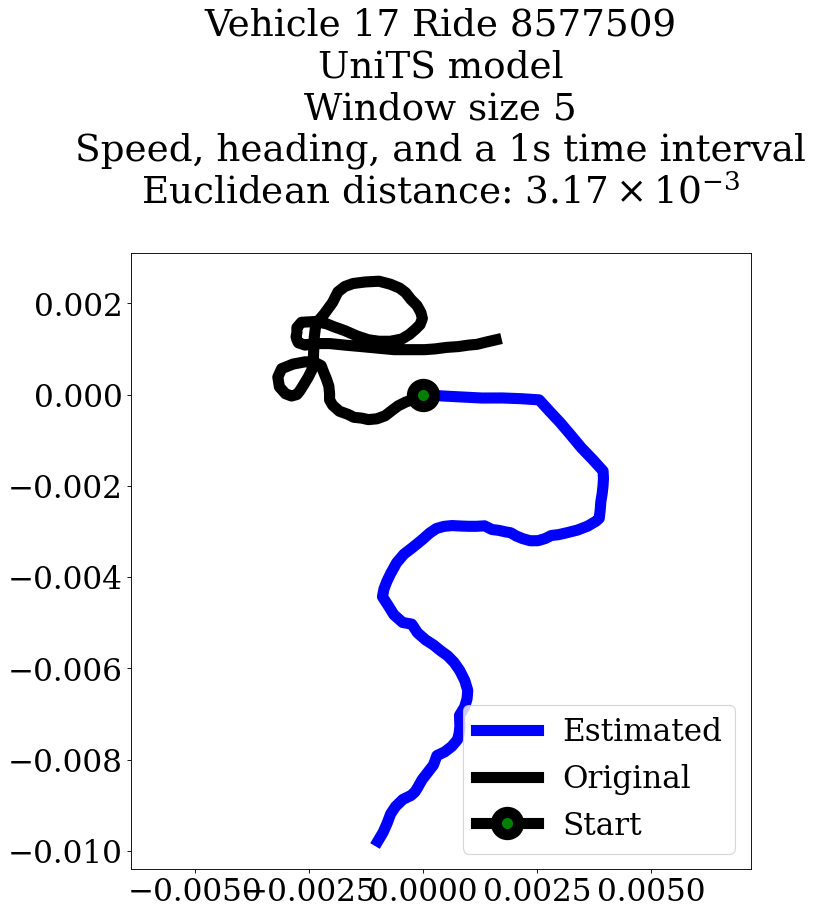 Vehicle 17 Ride 8577509
UniTS model
Window size 5
Speed, heading, and a 1s time interval
Euclidean distance: 3.17 × 10⁻³
0.002
0.000
−0.002
−0.004
−0.006
−0.008
−0.010
Estimated
Original
Start
−0.0050 −0.0025 0.0000 0.0025 0.0050